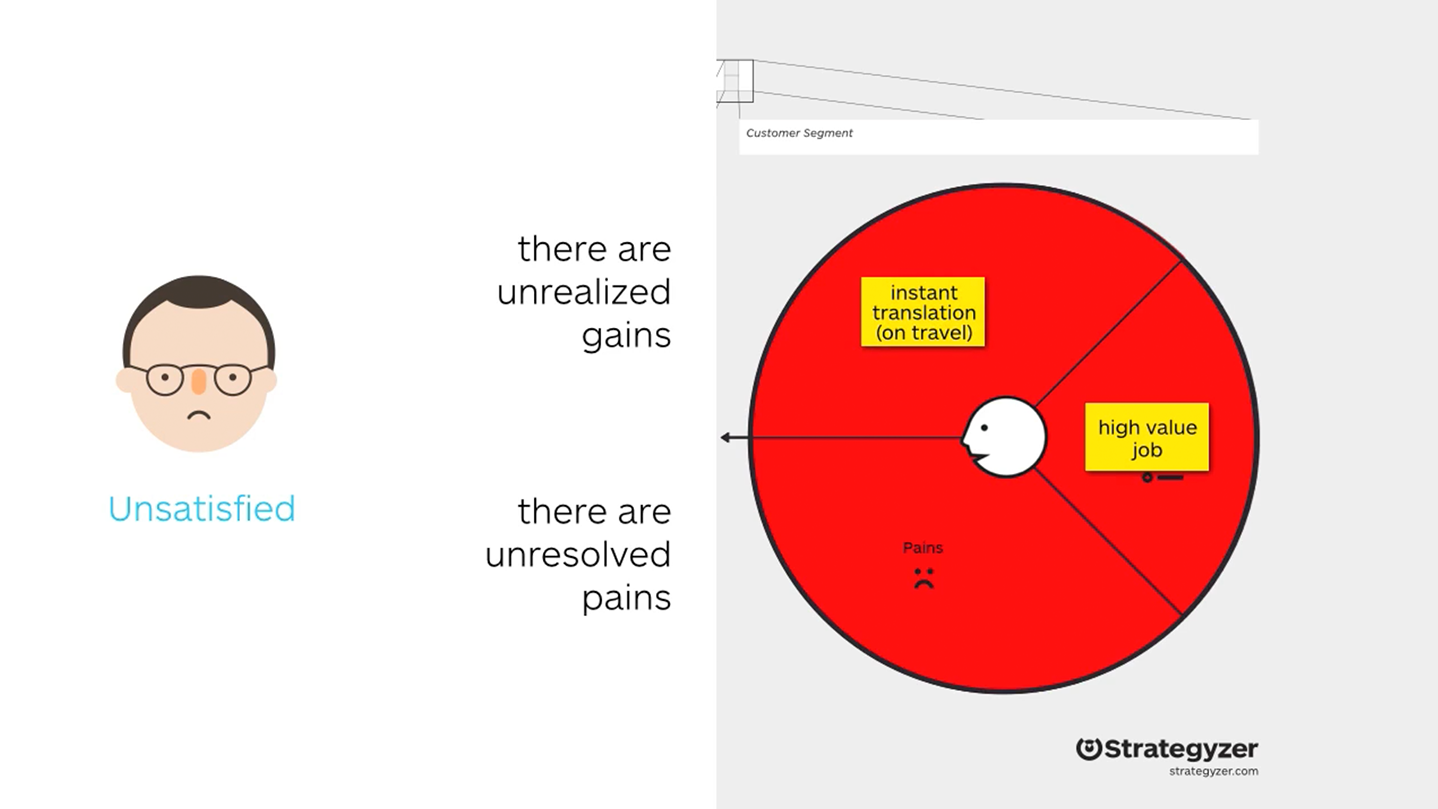 Unsatisfied
there are
unrealized
gains
there are
unresolved
pains
Customer Segment
instant
translation
(on travel)
high value
job
Pains
Strategyzer
strategyzer.com